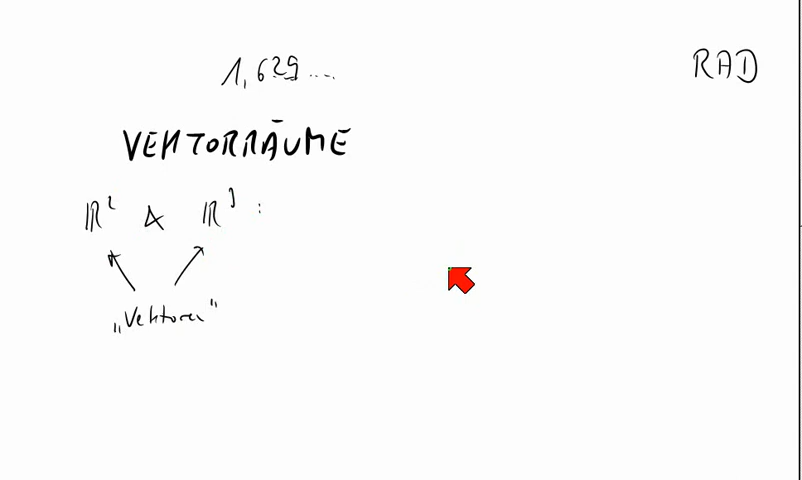 1,629.... RAD
VEKTORRÄUME
ℝ² & ℝ³ :
„Vektoren"